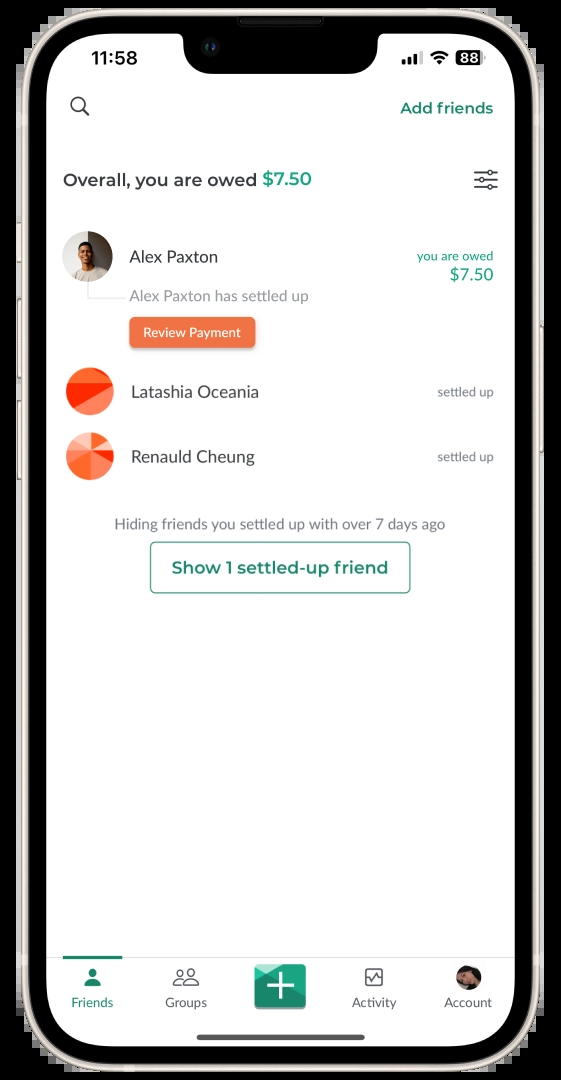 11:58
88
Add friends
Overall, you are owed $7.50
Alex Paxton
you are owed
$7.50
Alex Paxton has settled up
Review Payment
Latashia Oceania
settled up
Renauld Cheung
settled up
Hiding friends you settled up with over 7 days ago
Show 1 settled-up friend
Friends
Groups
Activity
Account